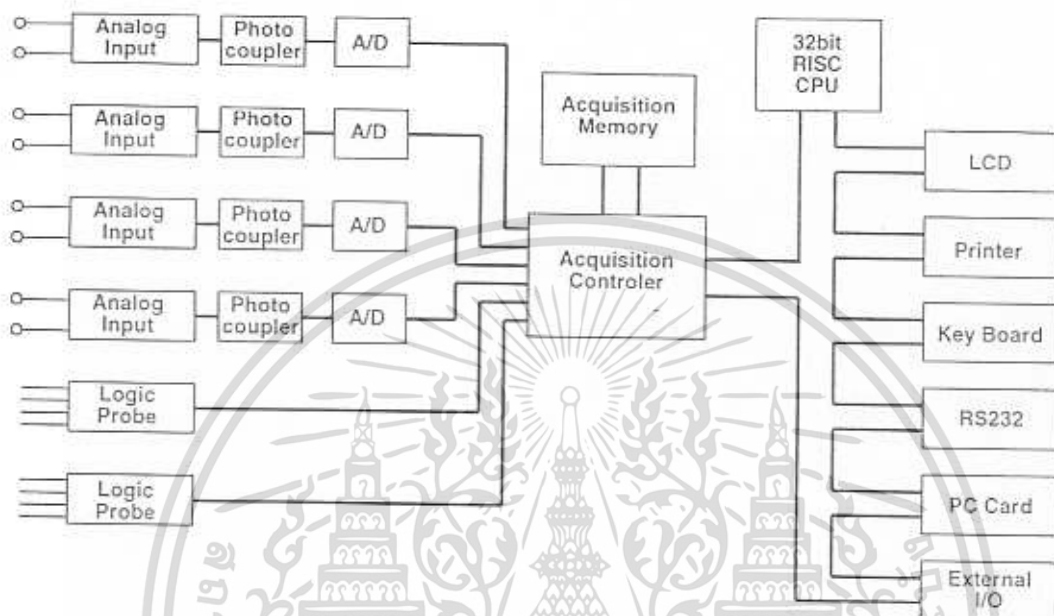 Analog
Input
Photo
coupler
A/D
Analog
Input
Photo
coupler
A/D
Analog
Input
Photo
coupler
A/D
Analog
Input
Photo
coupler
A/D
Logic
Probe
Logic
Probe
Acquisition
Memory
Acquisition
Controler
32bit
RISC
CPU
LCD
Printer
Key Board
RS232
PC Card
External
I/O